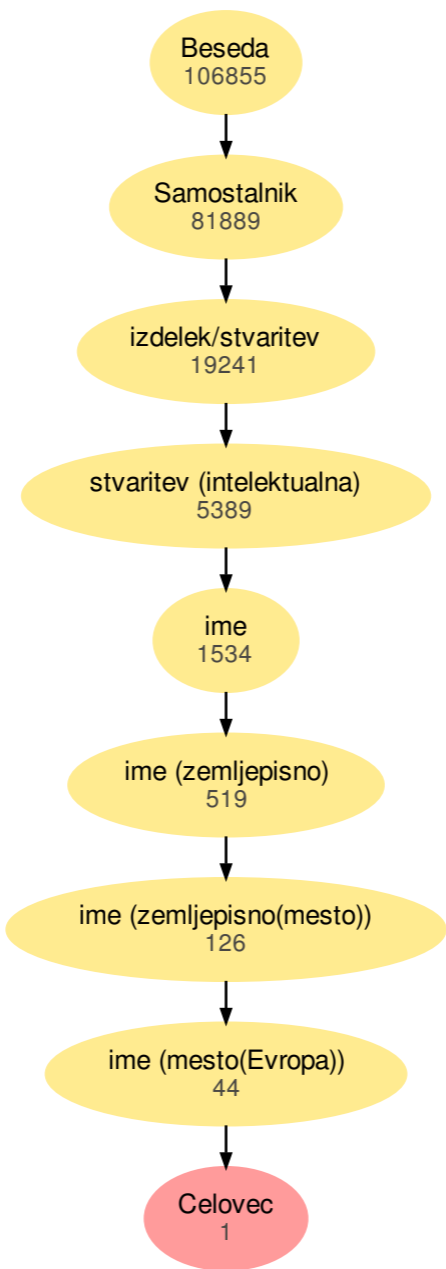 Beseda
106855
Samostalnik
81889
izdelek/stvaritev
19241
stvaritev (intelektualna)
5389
ime
1534
ime (zemljepisno)
519
ime (zemljepisno(mesto))
126
ime (mesto(Evropa))
44
Celovec
1